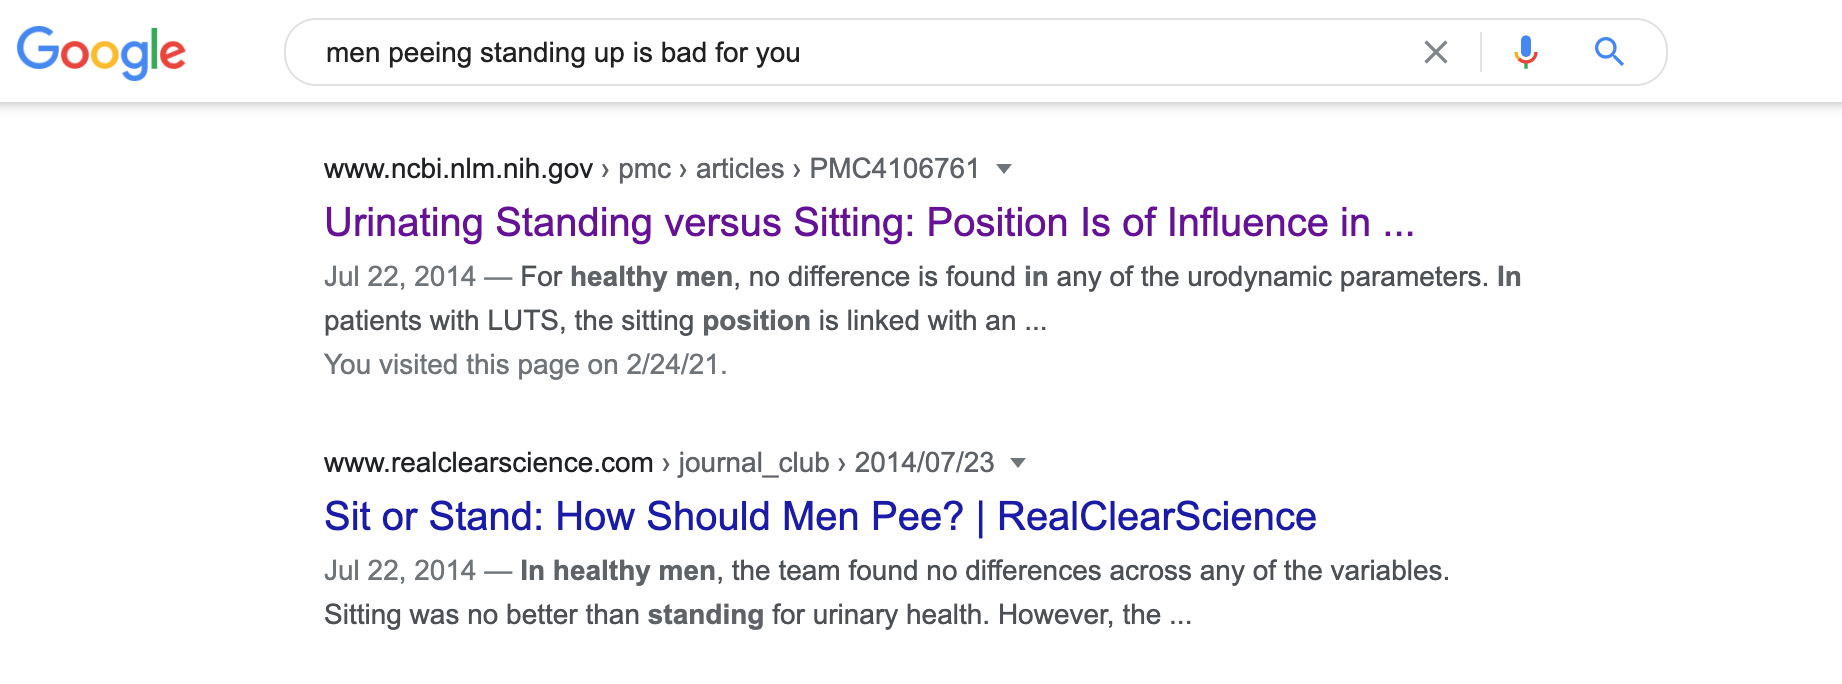 Google
men peeing standing up is bad for you
www.ncbi.nlm.nih.gov › pmc › articles › PMC4106761
Urinating Standing versus Sitting: Position Is of Influence in ...
Jul 22, 2014 — For healthy men, no difference is found in any of the urodynamic parameters. In
patients with LUTS, the sitting position is linked with an ...
You visited this page on 2/24/21.
www.realclearscience.com › journal_club › 2014/07/23
Sit or Stand: How Should Men Pee? | RealClearScience
Jul 22, 2014 — In healthy men, the team found no differences across any of the variables.
Sitting was no better than standing for urinary health. However, the ...